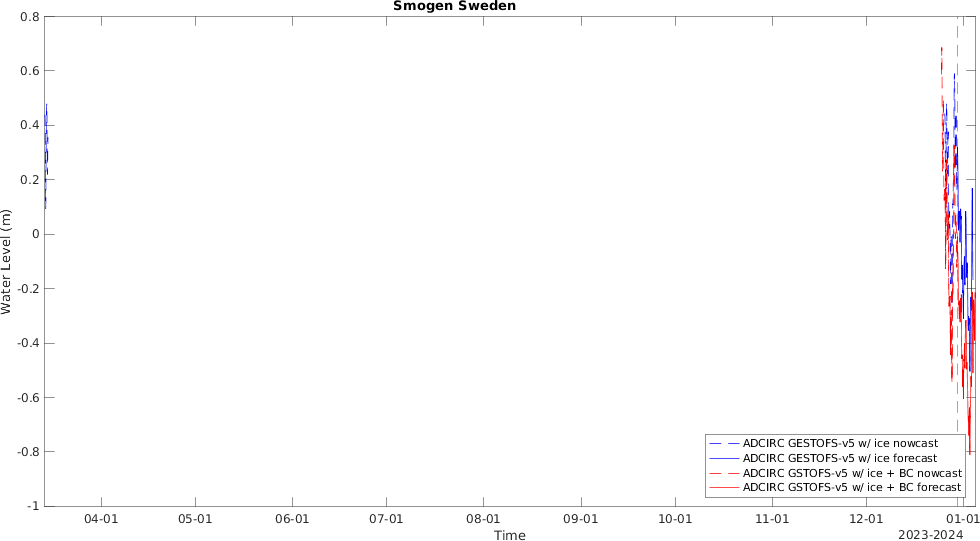 Smogen Sweden
0.8
0.6
0.4
0.2
0
-0.2
-0.4
-0.6
-0.8
-1
Water Level (m)
ADCIRC GESTOFS-v5 w/ ice nowcast
ADCIRC GESTOFS-v5 w/ ice forecast
ADCIRC GSTOFS-v5 w/ ice + BC nowcast
ADCIRC GSTOFS-v5 w/ ice + BC forecast
04-01 05-01 06-01 07-01 08-01 09-01 10-01 11-01 12-01 01-01
Time
2023-2024